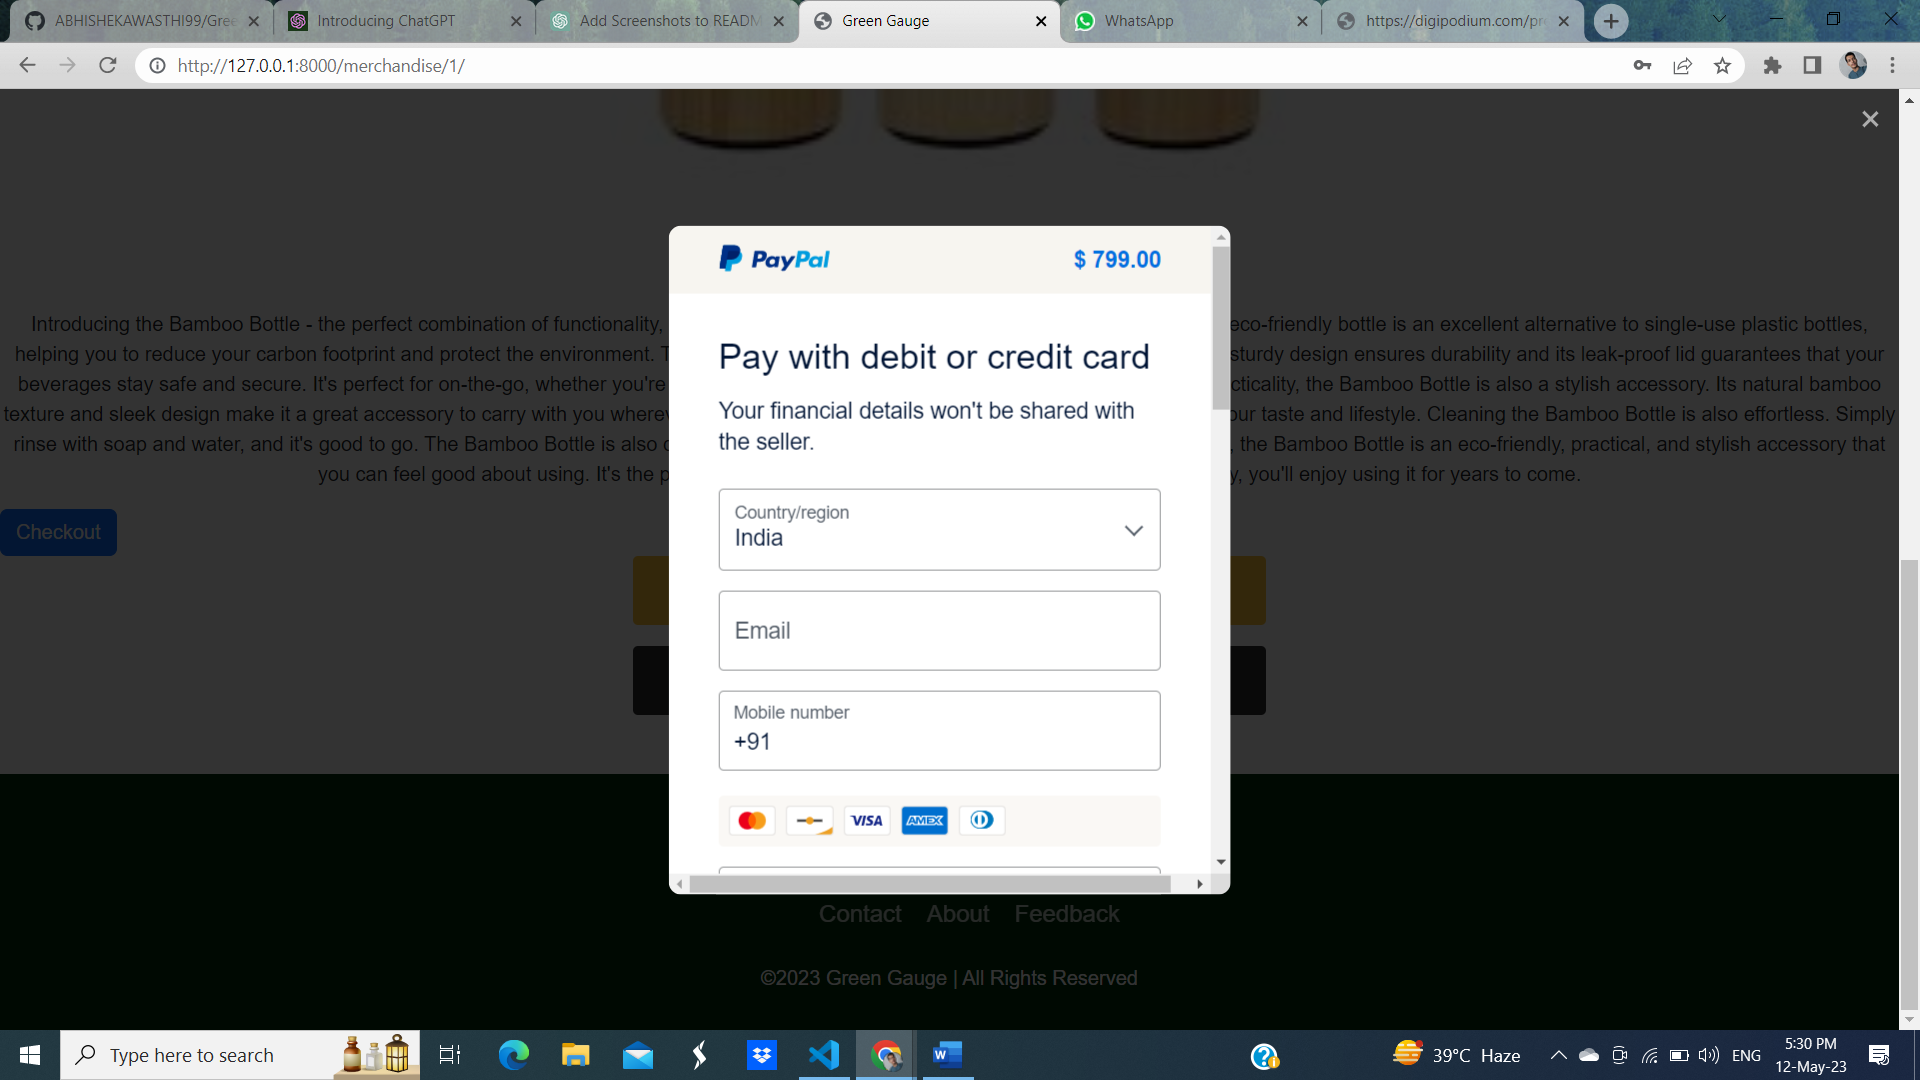 ABHISHEKAWASTHI99/Gree
Introducing ChatGPT
Add Screenshots to READM
Green Gauge
WhatsApp
https://digipodium.com/pr
http://127.0.0.1:8000/merchandise/1/
PayPal
$ 799.00
Pay with debit or credit card
Your financial details won't be shared with
the seller.
Country/region
India
Email
Mobile number
+91
VISA
AMEX
Introducing the Bamboo Bottle - the perfect combination of functionality, eco-friendly bottle is an excellent alternative to single-use plastic bottles,
helping you to reduce your carbon footprint and protect the environment. T sturdy design ensures durability and its leak-proof lid guarantees that your
beverages stay safe and secure. It's perfect for on-the-go, whether you're cticality, the Bamboo Bottle is also a stylish accessory. Its natural bamboo
texture and sleek design make it a great accessory to carry with you wherev our taste and lifestyle. Cleaning the Bamboo Bottle is also effortless. Simply
rinse with soap and water, and it's good to go. The Bamboo Bottle is also , the Bamboo Bottle is an eco-friendly, practical, and stylish accessory that
you can feel good about using. It's the p y, you'll enjoy using it for years to come.
Checkout
Contact About Feedback
©2023 Green Gauge | All Rights Reserved
Type here to search
39°C Haze
ENG
5:30 PM
12-May-23